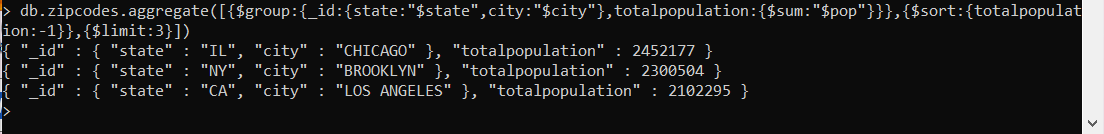 > db.zipcodes.aggregate([{$group:{_id:{state:"$state",city:"$city"},totalpopulation:{$sum:"$pop"}}},{$sort:{totalpopulat
ion:-1}},{$limit:3}])
{ "_id" : { "state" : "IL", "city" : "CHICAGO" }, "totalpopulation" : 2452177 }
{ "_id" : { "state" : "NY", "city" : "BROOKLYN" }, "totalpopulation" : 2300504 }
{ "_id" : { "state" : "CA", "city" : "LOS ANGELES" }, "totalpopulation" : 2102295 }
>